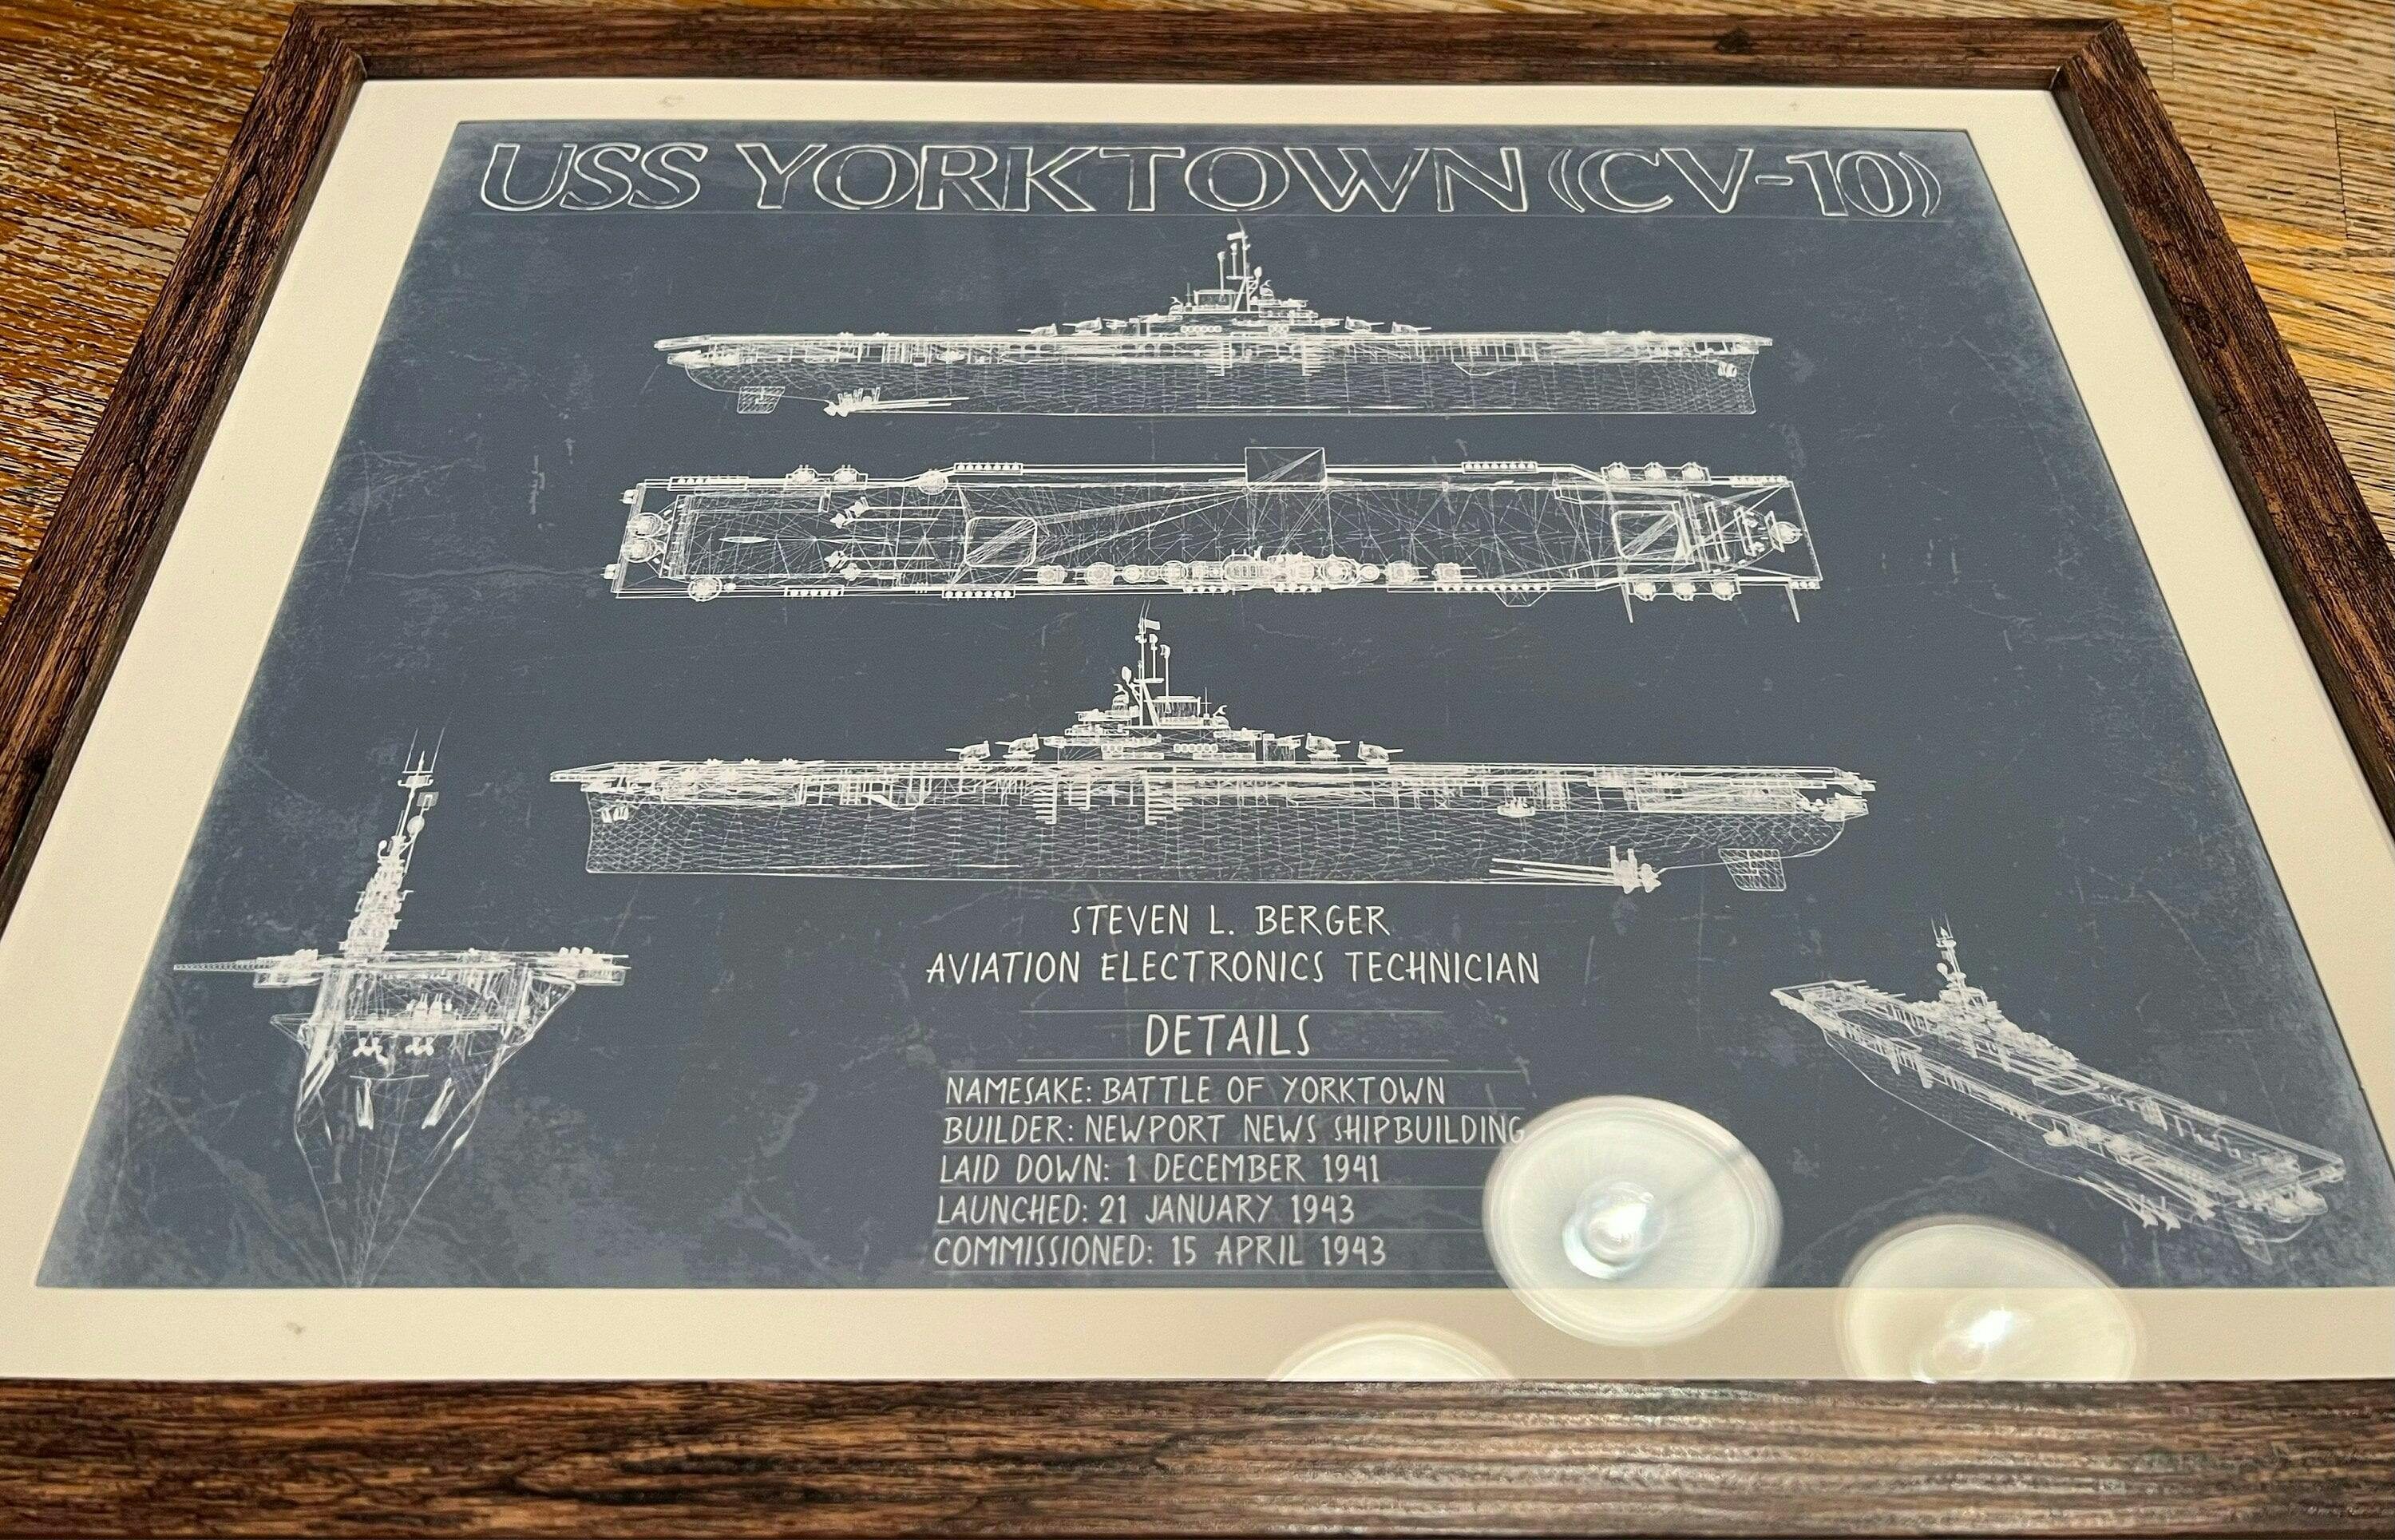 USS YORKTOWN (CV-10)
STEVEN L. BERGER
AVIATION ELECTRONICS TECHNICIAN
DETAILS
NAMESAKE: BATTLE OF YORKTOWN
BUILDER: NEWPORT NEWS SHIPBUILDING
LAID DOWN: 1 DECEMBER 1941
LAUNCHED: 21 JANUARY 1943
COMMISSIONED: 15 APRIL 1943